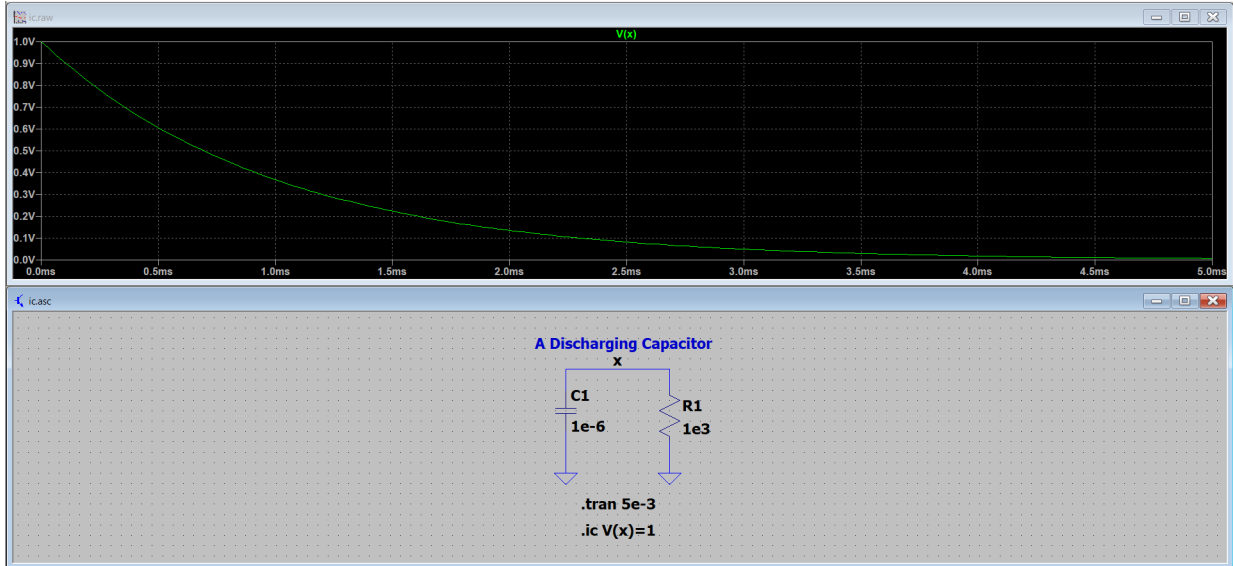 ic.raw
V(x)
1.0V
0.9V
0.8V
0.7V
0.6V
0.5V
0.4V
0.3V
0.2V
0.1V
0.0V
0.0ms 0.5ms 1.0ms 1.5ms 2.0ms 2.5ms 3.0ms 3.5ms 4.0ms 4.5ms 5.0ms
ic.asc
A Discharging Capacitor
x
C1
R1
1e-6
1e3
.tran 5e-3
.ic V(x)=1